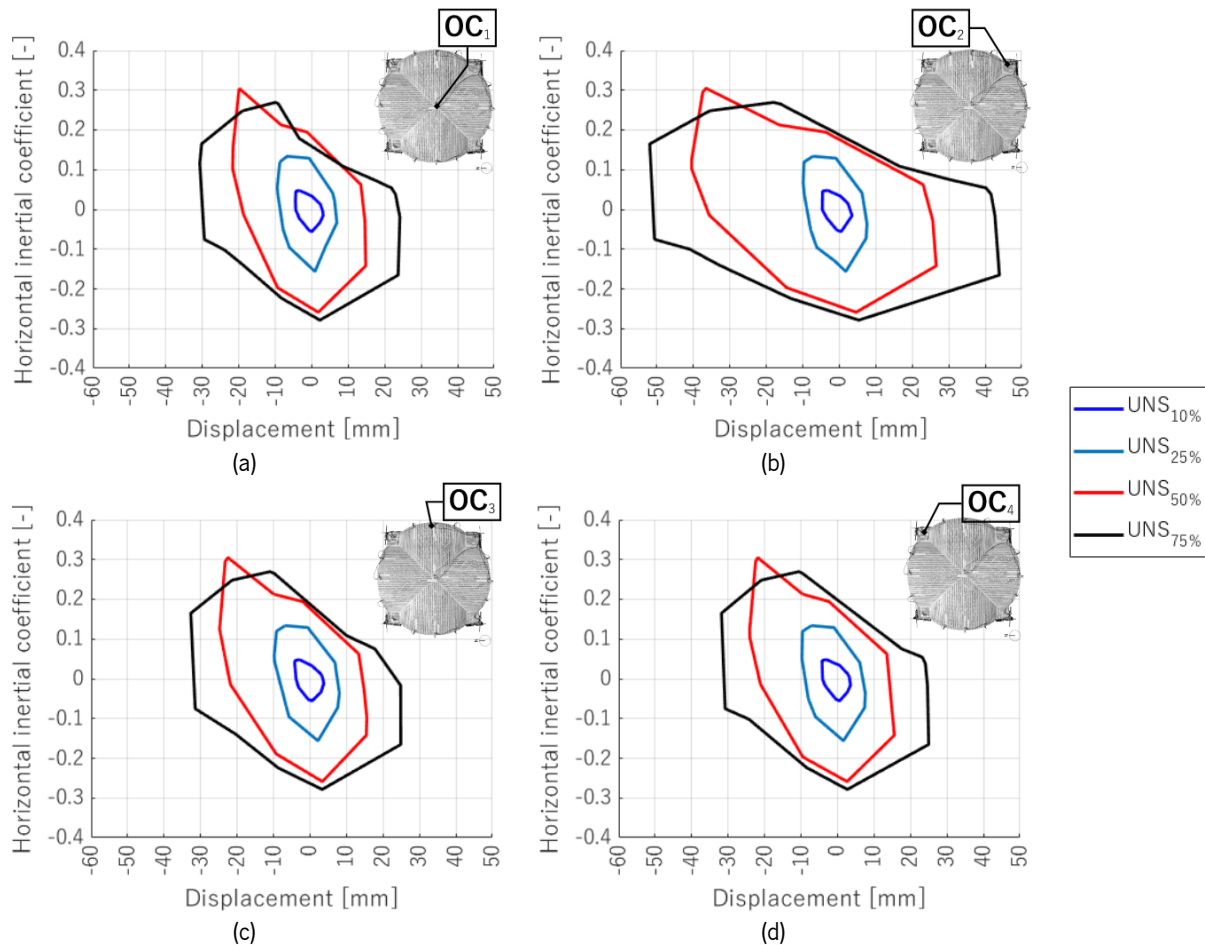 OC1
OC2
Horizontal inertial coefficient [-]
0.4
0.3
0.2
0.1
0
-0.1
-0.2
-0.3
-0.4
-60 -50 -40 -30 -20 -10 0 10 20 30 40 50
Displacement [mm]
(a)
Horizontal inertial coefficient [-]
0.4
0.3
0.2
0.1
0
-0.1
-0.2
-0.3
-0.4
-60 -50 -40 -30 -20 -10 0 10 20 30 40 50
Displacement [mm]
(b)
UNS10%
UNS25%
UNS50%
UNS75%
OC3
OC4
Horizontal inertial coefficient [-]
0.4
0.3
0.2
0.1
0
-0.1
-0.2
-0.3
-0.4
-60 -50 -40 -30 -20 -10 0 10 20 30 40 50
Displacement [mm]
(c)
Horizontal inertial coefficient [-]
0.4
0.3
0.2
0.1
0
-0.1
-0.2
-0.3
-0.4
-60 -50 -40 -30 -20 -10 0 10 20 30 40 50
Displacement [mm]
(d)